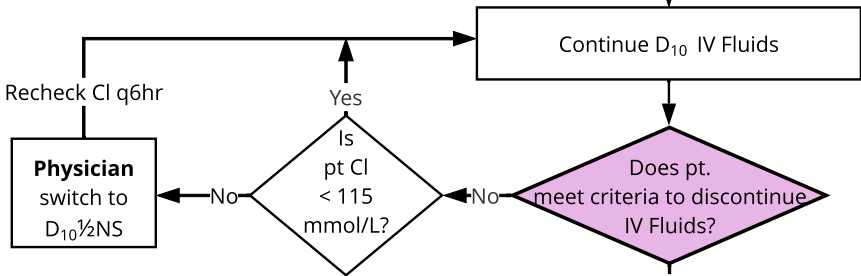 Continue D₁₀ IV Fluids
Recheck Cl q6hr
Yes
Is
pt Cl
< 115
mmol/L?
Physician
switch to
D₁₀½NS
No
No
Does pt.
meet criteria to discontinue
IV Fluids?